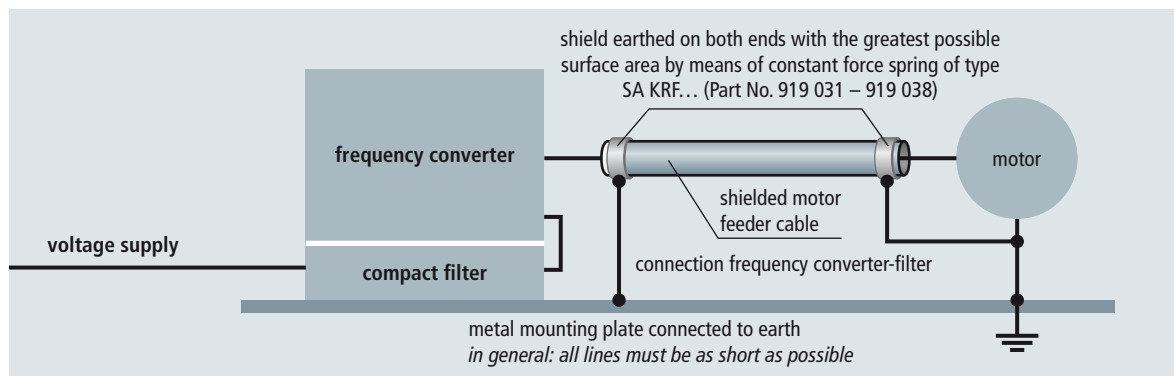 shield earthed on both ends with the greatest possible
surface area by means of constant force spring of type
SA KRF… (Part No. 919 031 – 919 038)
frequency converter
motor
shielded motor
feeder cable
voltage supply
compact filter
connection frequency converter-filter
metal mounting plate connected to earth
in general: all lines must be as short as possible